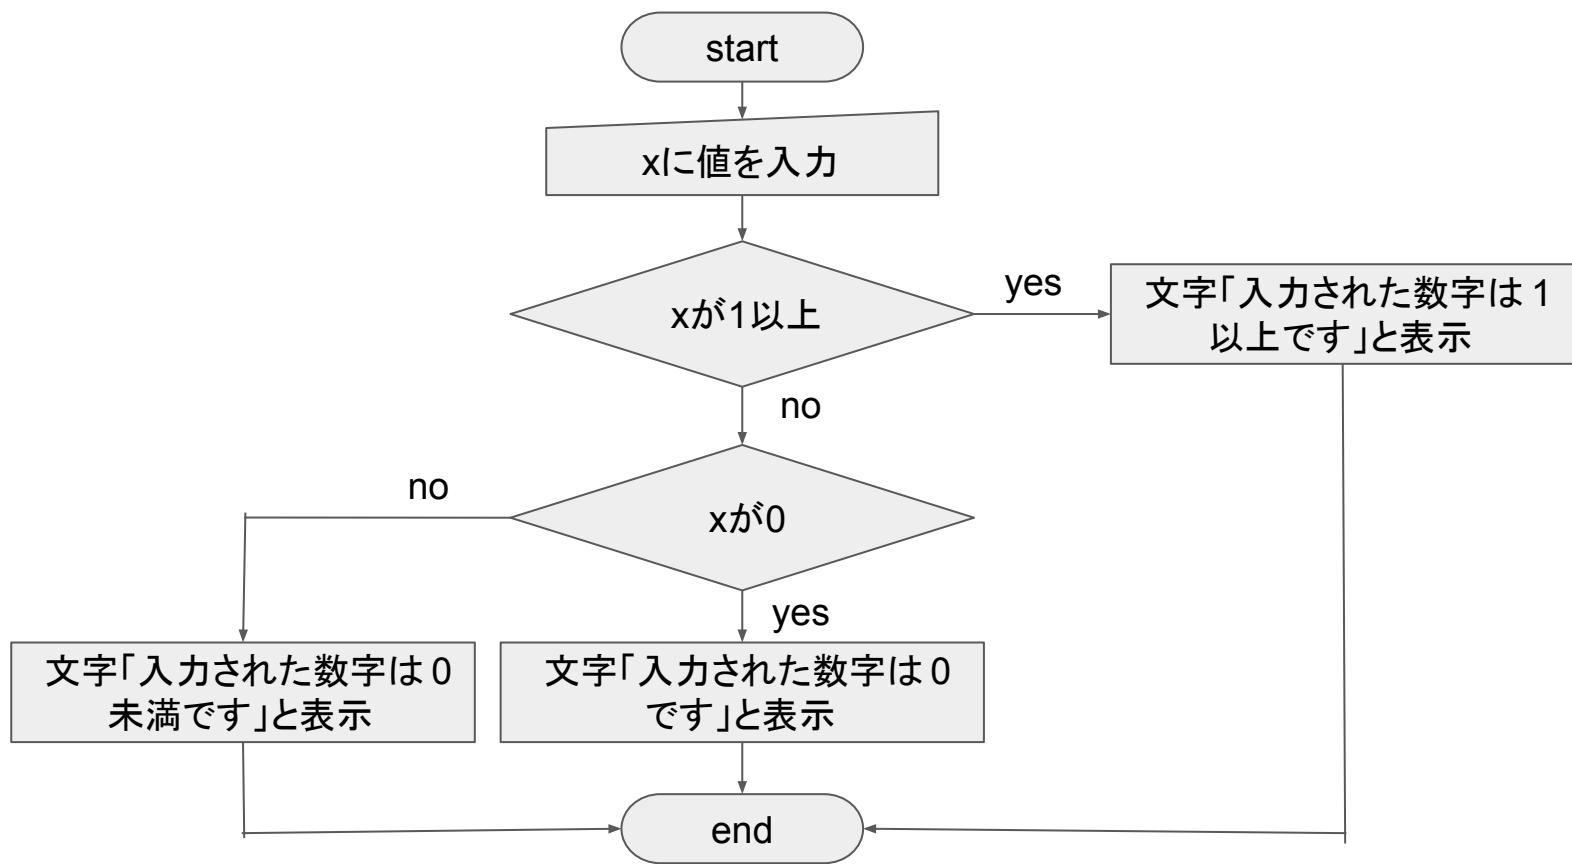 start
xに値を入力
xが1以上
yes
文字「入力された数字は1
以上です」と表示
no
xが0
no
yes
文字「入力された数字は0
未満です」と表示
文字「入力された数字は0
です」と表示
end